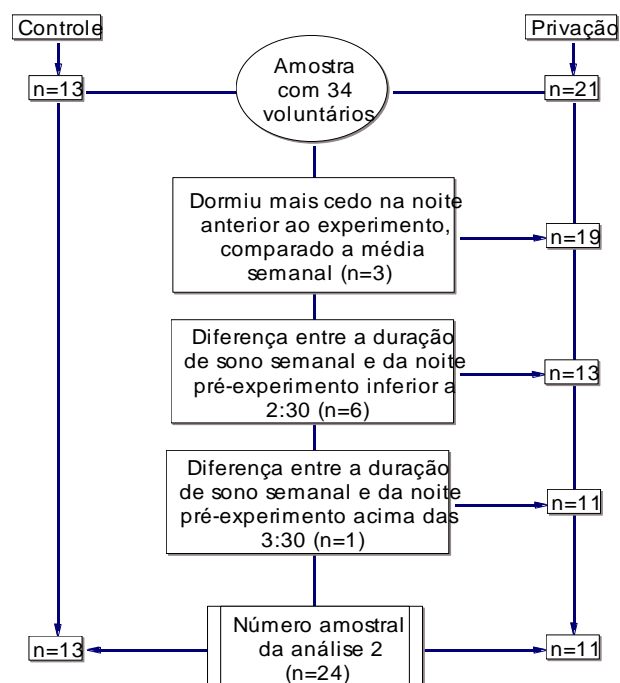 Controle
Privação
n=13
Amostra
com 34
voluntários
n=21
Dormiu mais cedo na noite
anterior ao experimento,
comparado a média
semanal (n=3)
n=19
Diferença entre a duração
de sono semanal e da noite
pré-experimento inferior a
2:30 (n=6)
n=13
Diferença entre a duração
de sono semanal e da noite
pré-experimento acima das
3:30 (n=1)
n=11
n=13
Número amostral
da análise 2
(n=24)
n=11